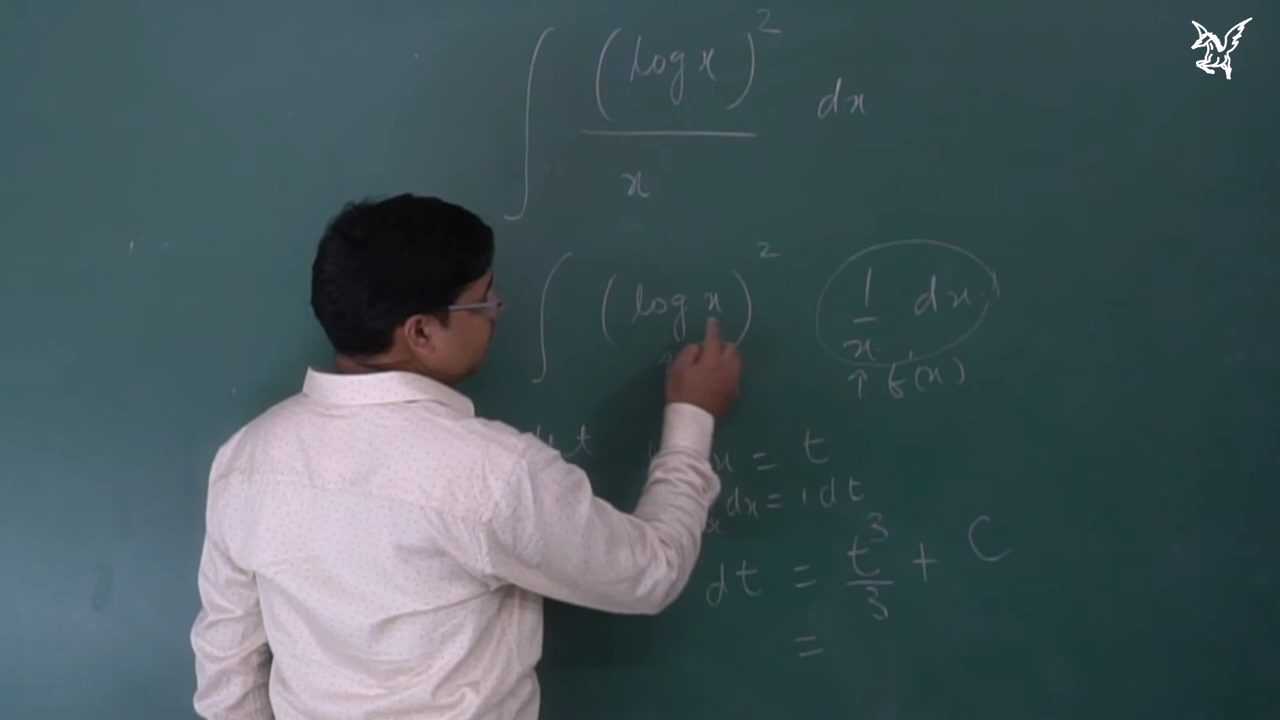 ∫ (log x)² / x dx
∫ (log x)² 1/x dx
↑ f'(x)
x = t
dx = 1 dt
dt = t³/3 + C
=